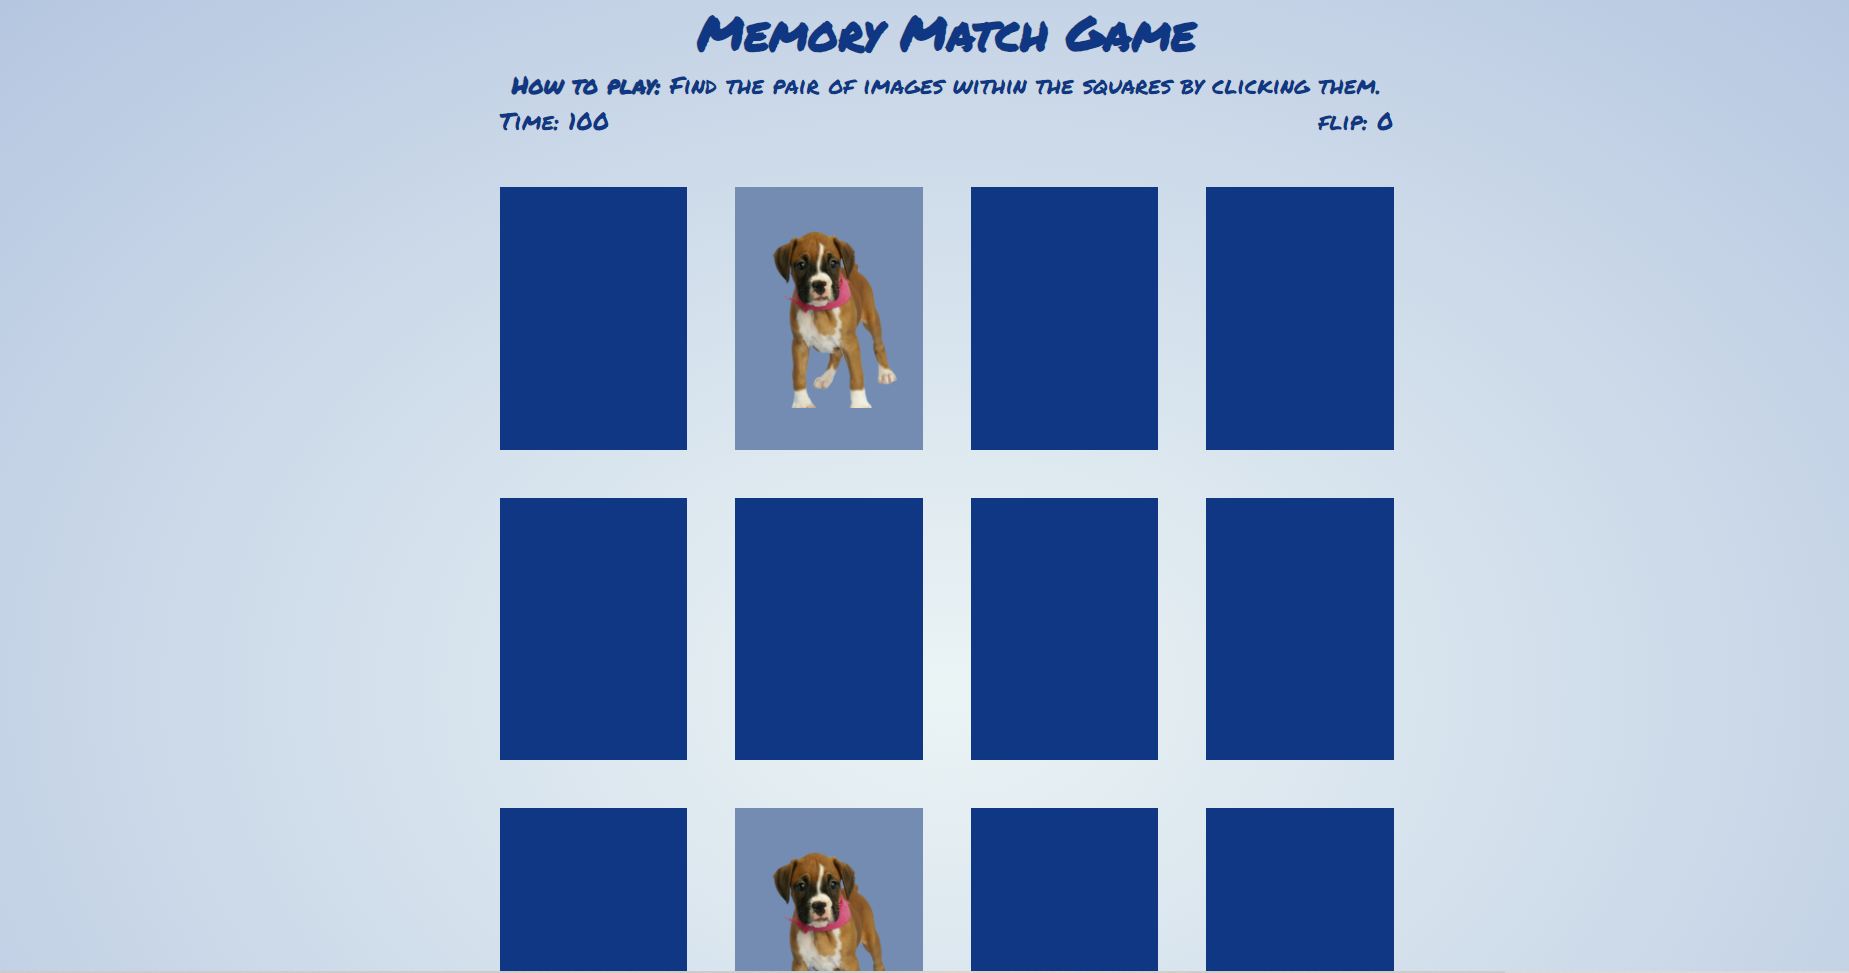 Memory Match Game
How to play: Find the pair of images within the squares by clicking them.
Time: 100
flip: 0